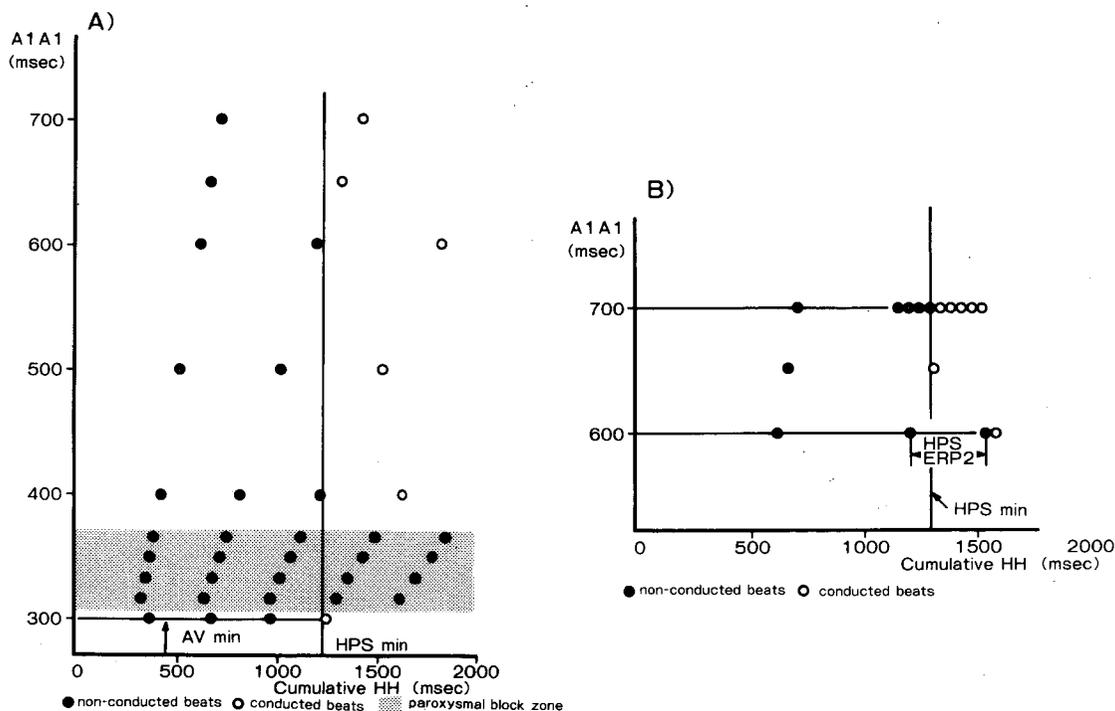 A)
A1A1
(msec)
700
600
500
400
300
AV min
HPS min
0 500 1000 1500 2000
Cumulative HH (msec)
non-conducted beats conducted beats paroxysmal block zone
B)
A1A1
(msec)
700
600
HPS
ERP2
HPS min
0 500 1000 1500 2000
Cumulative HH (msec)
non-conducted beats conducted beats